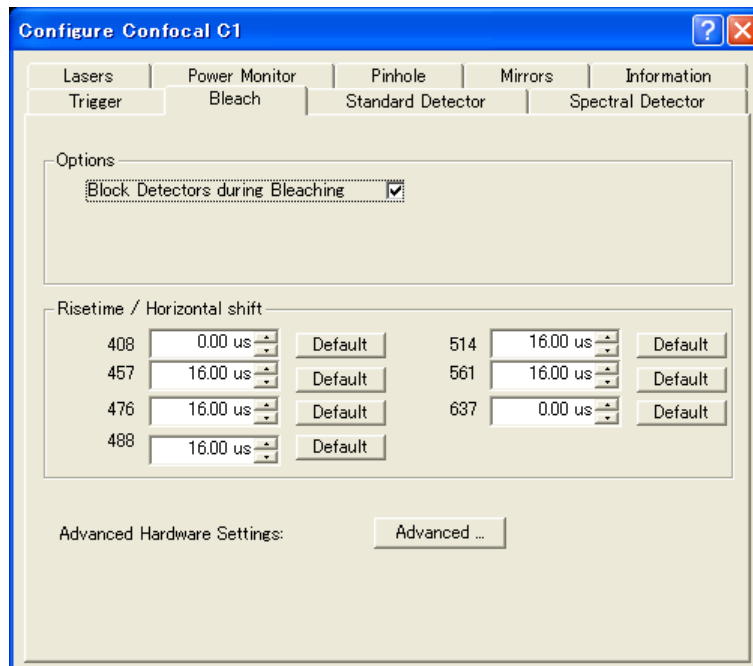 Configure Confocal C1
Lasers Power Monitor Pinhole Mirrors Information
Trigger Bleach Standard Detector Spectral Detector
Options
Block Detectors during Bleaching
Risetime / Horizontal shift
408 0.00 us Default 514 16.00 us Default
457 16.00 us Default 561 16.00 us Default
476 16.00 us Default 637 0.00 us Default
488 16.00 us Default
Advanced Hardware Settings: Advanced ...